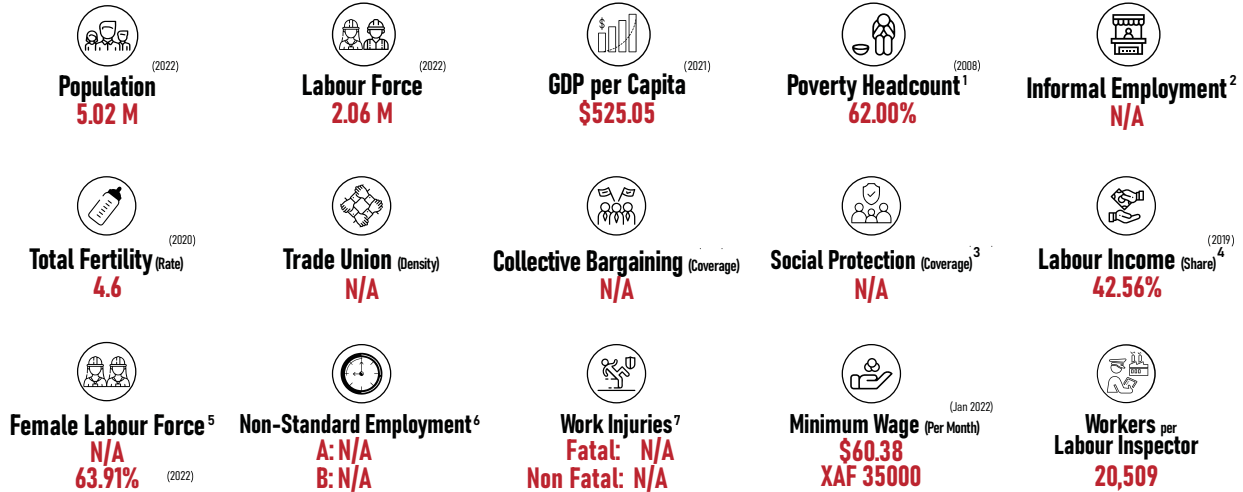 $
(2022)
Population
5.02 M
(2022)
Labour Force
2.06 M
(2021)
GDP per Capita
$525.05
(2008)
Poverty Headcount 1
62.00%
Informal Employment 2
N/A
(2020)
Total Fertility (Rate)
4.6
Trade Union (Density)
N/A
Collective Bargaining (Coverage)
N/A
Social Protection (Coverage) 3
N/A
(2019)
Labour Income (Share) 4
42.56%
Female Labour Force 5
N/A
63.91% (2022)
Non-Standard Employment 6
A: N/A
B: N/A
Work Injuries 7
Fatal: N/A
Non Fatal: N/A
(Jan 2022)
Minimum Wage (Per Month)
$60.38
XAF 35000
Workers per
Labour Inspector
20,509